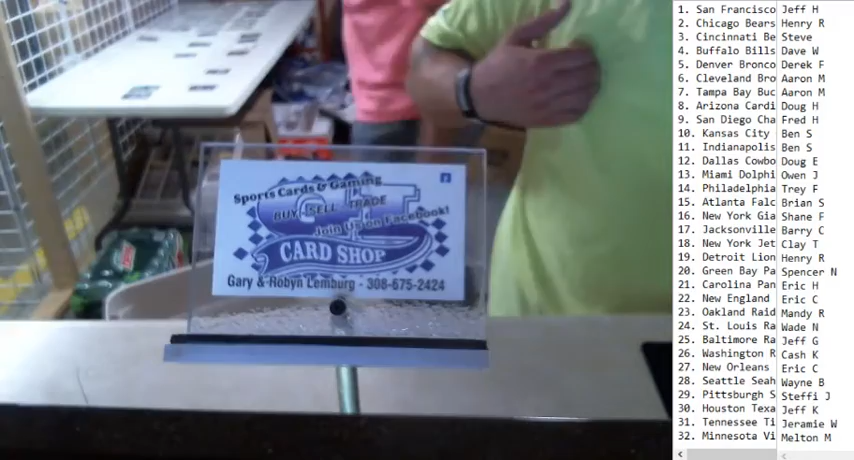 Sports Cards & Gaming
BUY - SELL - TRADE
Join Us on Facebook!
CARD SHOP
Gary & Robyn Lemburg - 308-675-2424
1. San Francisco Jeff H
2. Chicago Bears Henry R
3. Cincinnati Be Steve
4. Buffalo Bills Dave W
5. Denver Bronco Derek F
6. Cleveland Bro Aaron M
7. Tampa Bay Buc Aaron M
8. Arizona Cardi Doug H
9. San Diego Cha Fred H
10. Kansas City Ben S
11. Indianapolis Ben S
12. Dallas Cowbo Doug E
13. Miami Dolphi Owen J
14. Philadelphia Trey F
15. Atlanta Falc Brian S
16. New York Gia Shane F
17. Jacksonville Barry C
18. New York Jet Clay T
19. Detroit Lion Henry R
20. Green Bay Pa Spencer N
21. Carolina Pan Eric H
22. New England Eric C
23. Oakland Raid Mandy R
24. St. Louis Ra Wade N
25. Baltimore Ra Jeff G
26. Washington R Cash K
27. New Orleans Eric C
28. Seattle Seah Wayne B
29. Pittsburgh S Steffi J
30. Houston Texa Jeff K
31. Tennessee Ti Jeramie W
32. Minnesota Vi Melton M